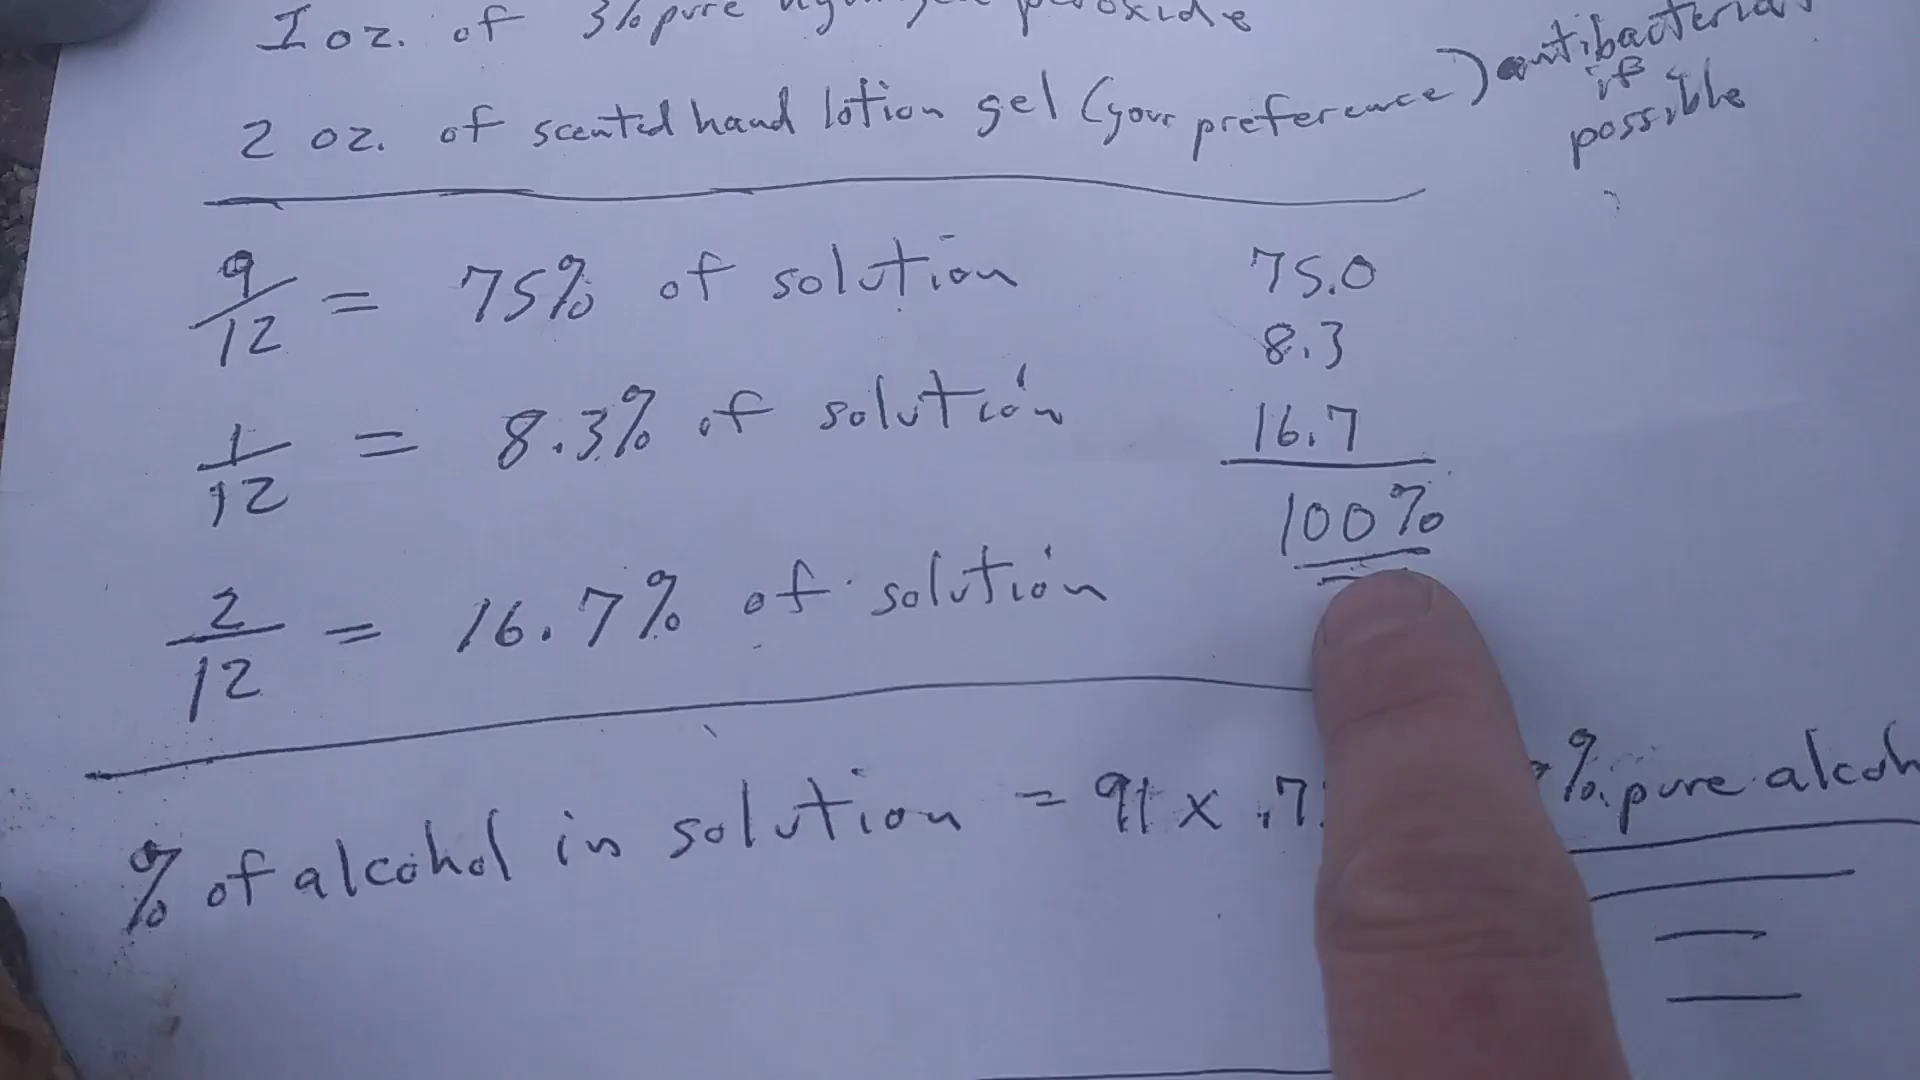 1 oz. of 3% pure peroxide
2 oz. of scented hand lotion gel (your preference) antibacterial if possible
9/12 = 75% of solution
1/12 = 8.3% of solution
2/12 = 16.7% of solution
75.0
8.3
16.7
100%
% of alcohol in solution = 91 x .7 % pure alcoh